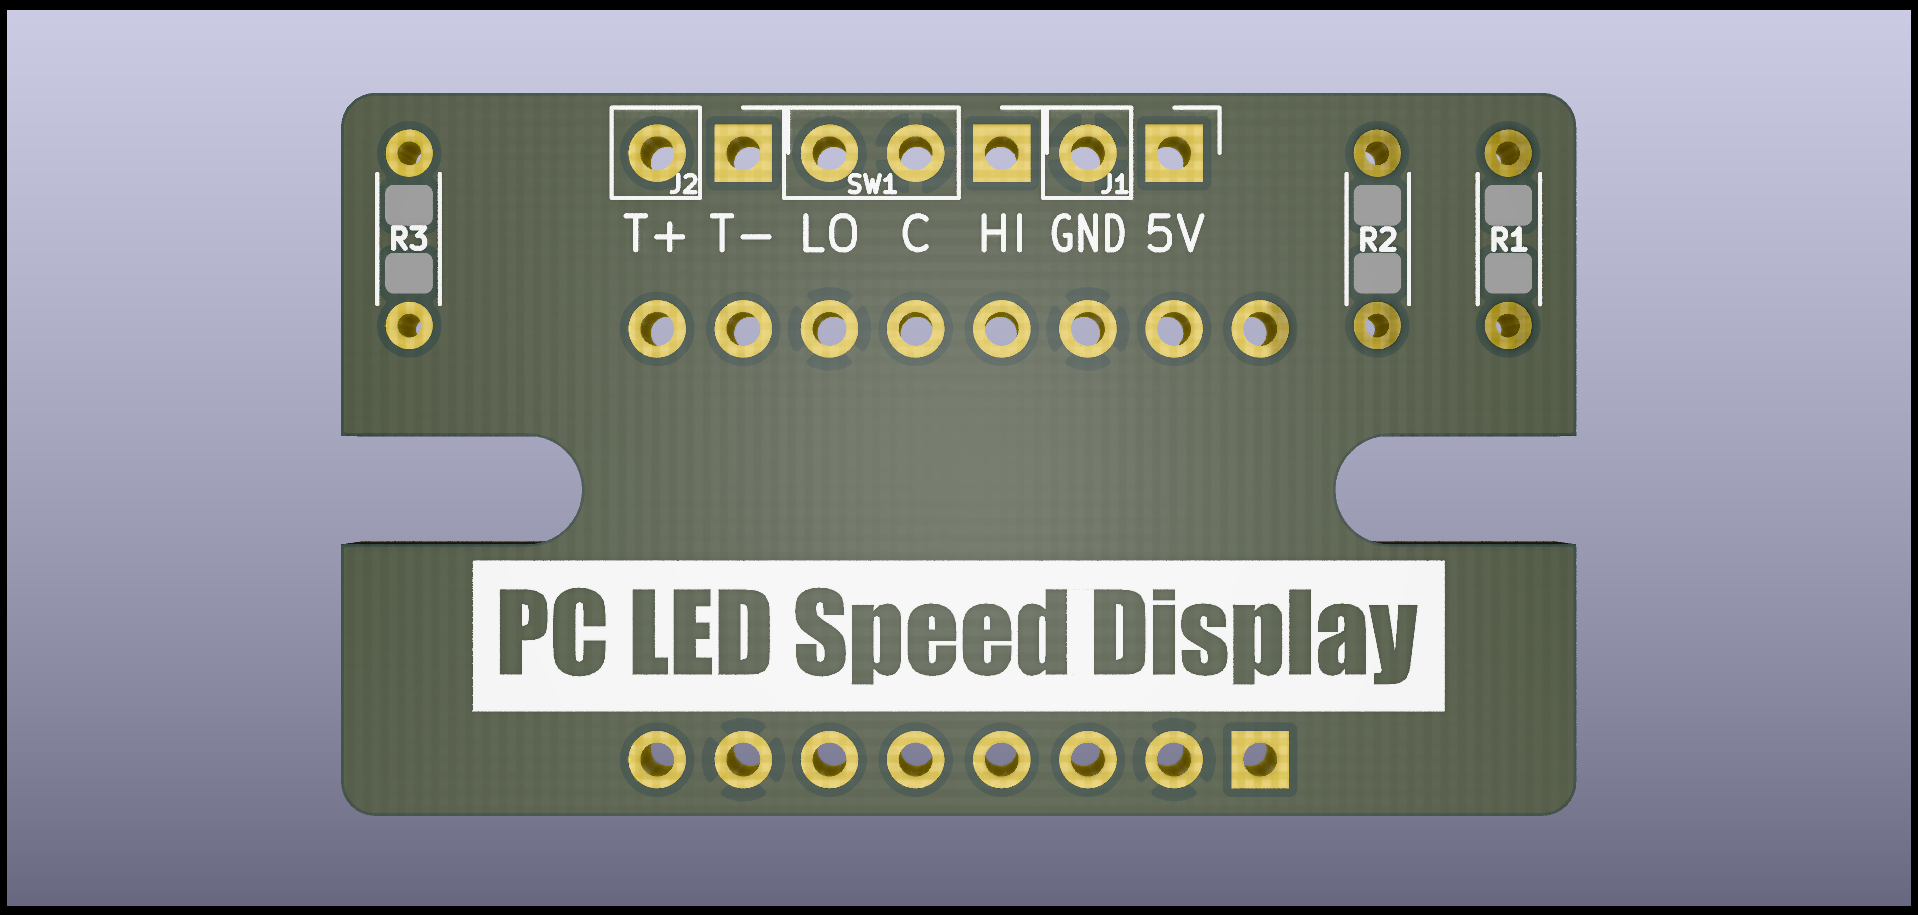 J2 SW1 J1
T+ T- LO C HI GND 5V
R3 R2 R1
PC LED Speed Display